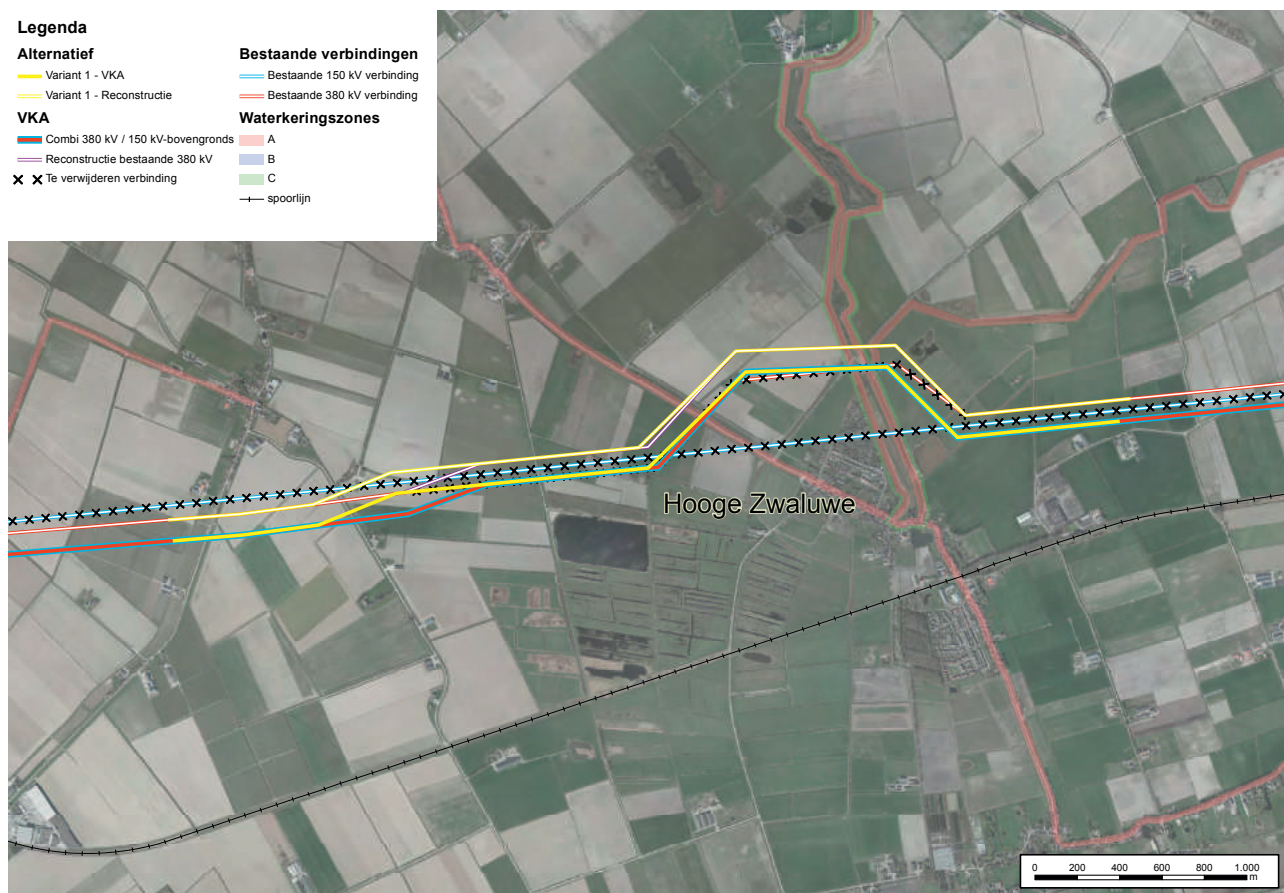 Legenda
Alternatief
Variant 1 - VKA
Variant 1 - Reconstructie
VKA
Combi 380 kV / 150 kV-bovengronds
Reconstructie bestaande 380 kV
Te verwijderen verbinding
Bestaande verbindingen
Bestaande 150 kV verbinding
Bestaande 380 kV verbinding
Waterkeringszones
A
B
C
spoorlijn
Hooge Zwaluwe
0 200 400 600 800 1.000
m